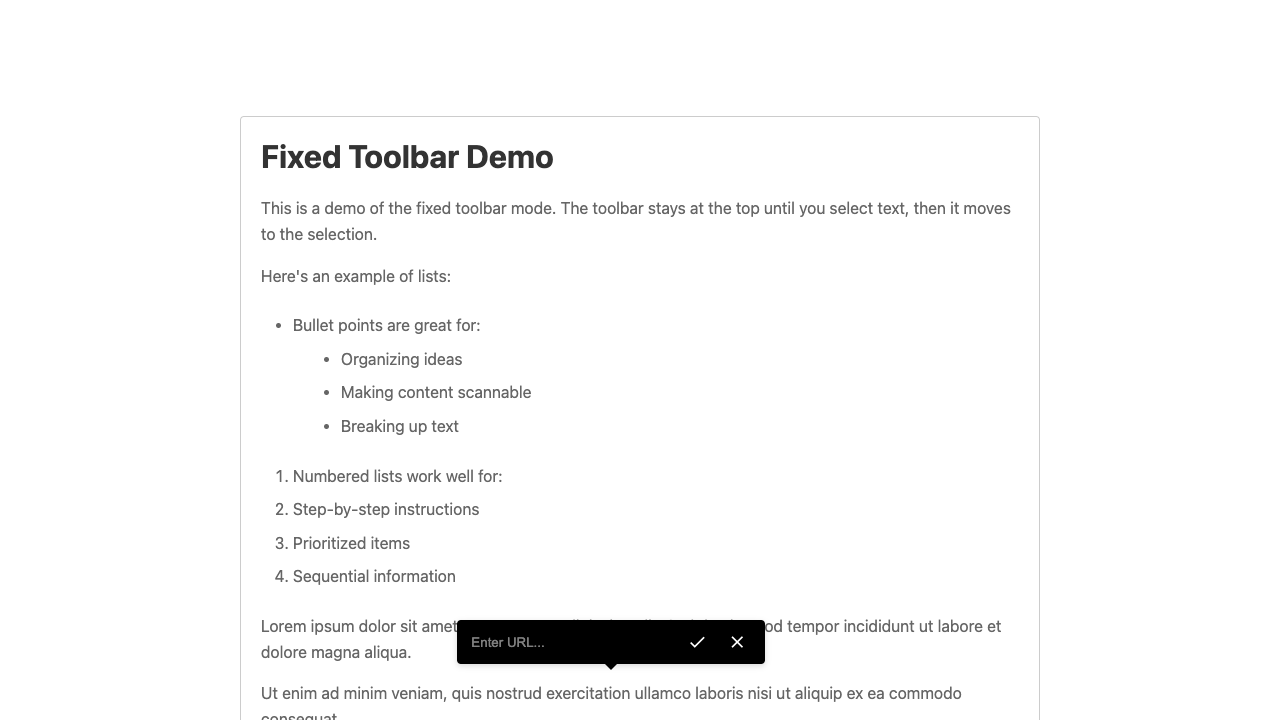 Fixed Toolbar Demo
This is a demo of the fixed toolbar mode. The toolbar stays at the top until you select text, then it moves
to the selection.
Here's an example of lists:
• Bullet points are great for:
• Organizing ideas
• Making content scannable
• Breaking up text
1. Numbered lists work well for:
2. Step-by-step instructions
3. Prioritized items
4. Sequential information
Lorem ipsum dolor sit amet tempor incididunt ut labore et
Enter URL...
dolore magna aliqua.
Ut enim ad minim veniam, quis nostrud exercitation ullamco laboris nisi ut aliquip ex ea commodo
consequat.